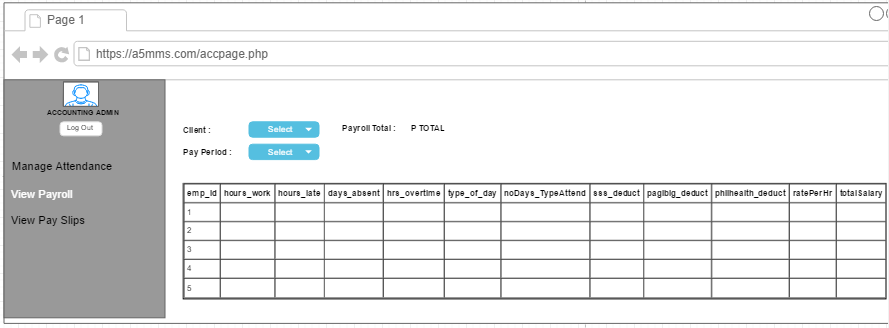 Page 1
https://a5mms.com/accpage.php
ACCOUNTING ADMIN
Log Out
Manage Attendance
View Payroll
View Pay Slips
Client : Select Payroll Total : P TOTAL
Pay Period : Select
emp_id hours_work hours_late days_absent hrs_overtime type_of_day noDays_TypeAttend sss_deduct pagibig_deduct philhealth_deduct ratePerHr totalSalary
1
2
3
4
5